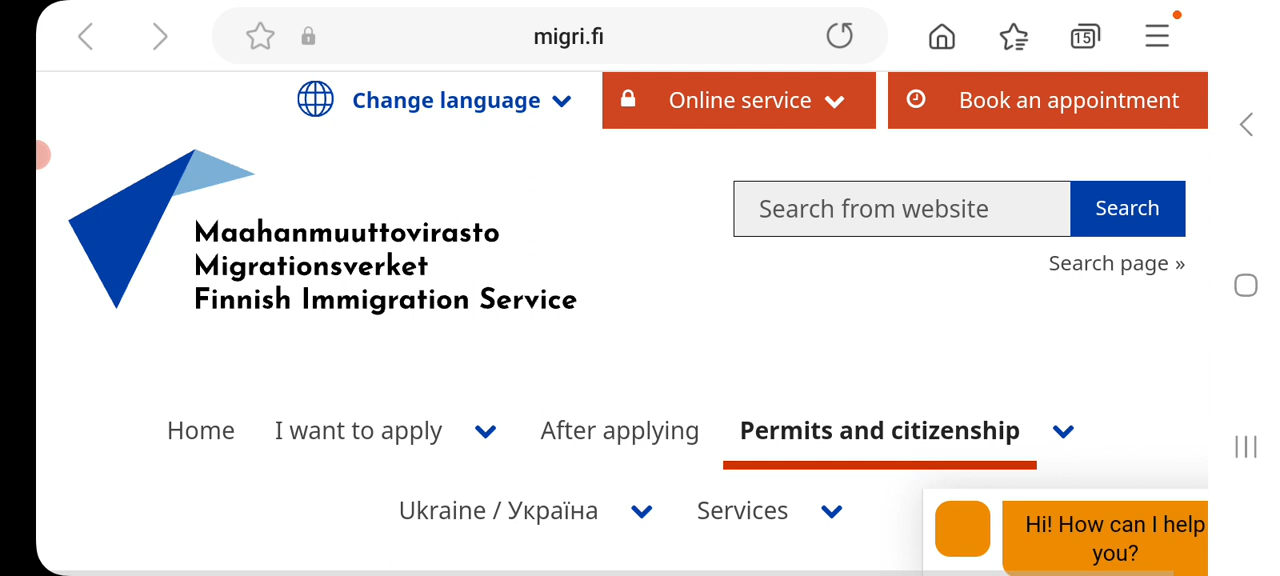 migri.fi
15
Change language
Online service
Book an appointment
Maahanmuuttovirasto
Migrationsverket
Finnish Immigration Service
Search from website
Search
Search page »
Home
I want to apply
After applying
Permits and citizenship
Ukraine / Україна
Services
Hi! How can I help
you?